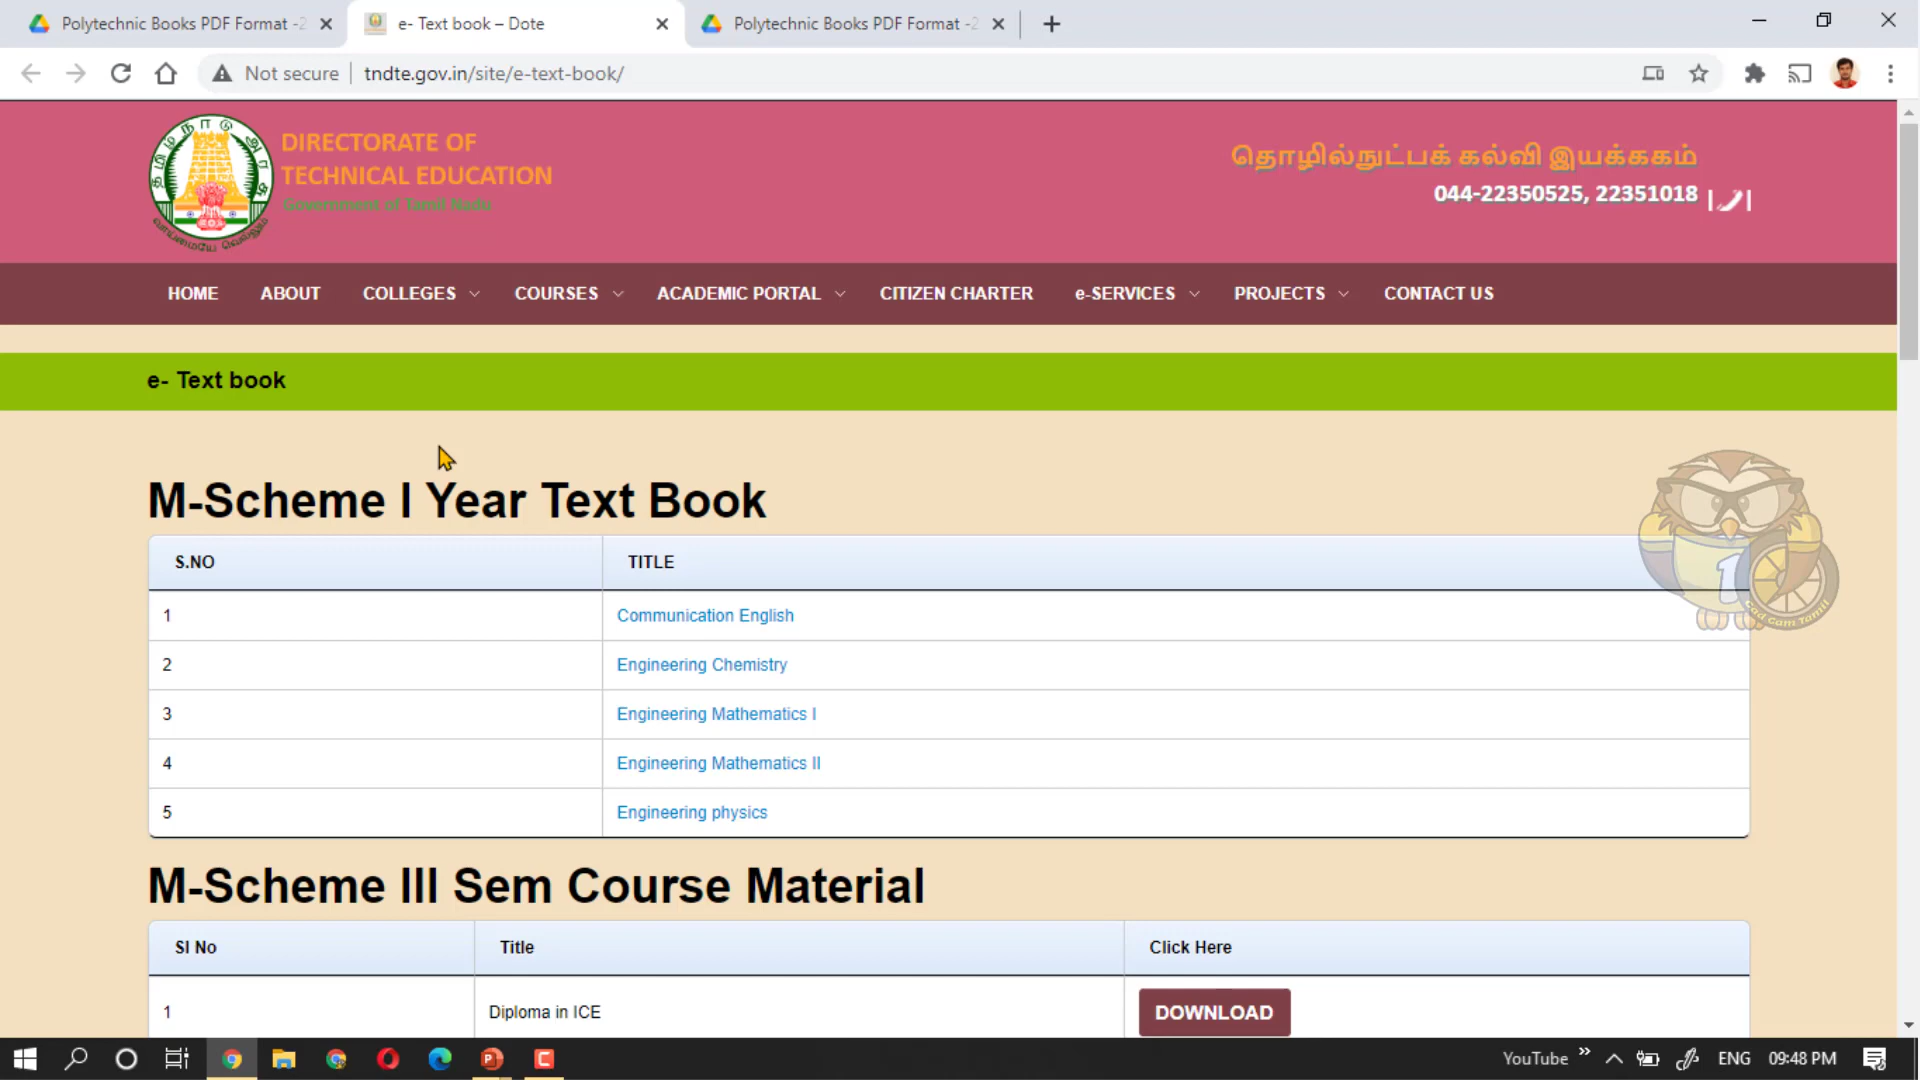 Polytechnic Books PDF Format -2
e- Text book – Dote
Polytechnic Books PDF Format -2
Not secure
tndte.gov.in/site/e-text-book/
DIRECTORATE OF
TECHNICAL EDUCATION
Government of Tamil Nadu
தொழில்நுட்பக் கல்வி இயக்ககம்
044-22350525, 22351018
HOME
ABOUT
COLLEGES
COURSES
ACADEMIC PORTAL
CITIZEN CHARTER
e-SERVICES
PROJECTS
CONTACT US
e- Text book
M-Scheme I Year Text Book
S.NO
TITLE
1
Communication English
2
Engineering Chemistry
3
Engineering Mathematics I
4
Engineering Mathematics II
5
Engineering physics
Cad Cam Tamil
M-Scheme III Sem Course Material
Sl No
Title
Click Here
1
Diploma in ICE
DOWNLOAD
YouTube
ENG
09:48 PM